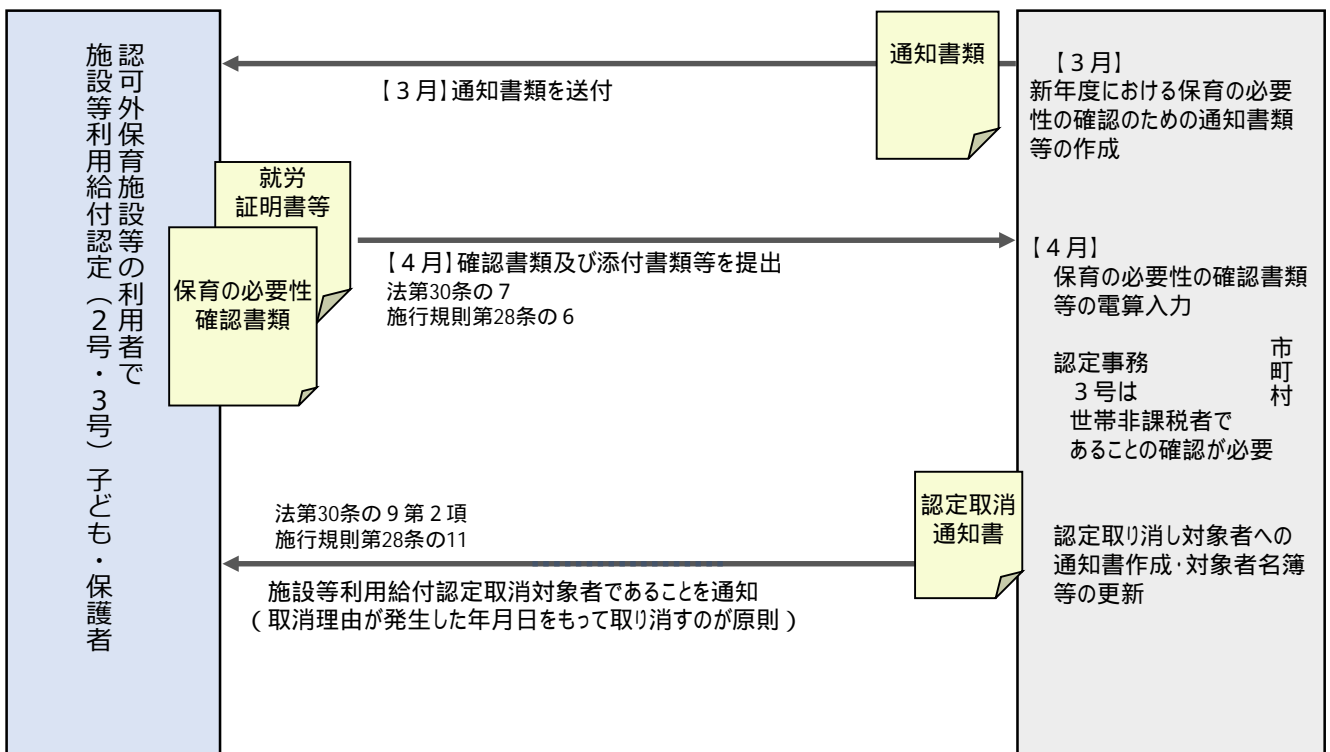 認可外保育施設等の利用者で
施設等利用給付認定（２号・３号）子ども・保護者
通知書類
【３月】通知書類を送付
【３月】
新年度における保育の必要
性の確認のための通知書類
等の作成
就労
証明書等
保育の必要性
確認書類
【４月】確認書類及び添付書類等を提出
法第30条の７
施行規則第28条の６
【４月】
保育の必要性の確認書類
等の電算入力
認定事務
３号は
世帯非課税者で
あることの確認が必要
市町村
認定取消
通知書
法第30条の９第２項
施行規則第28条の11
施設等利用給付認定取消対象者であることを通知
（取消理由が発生した年月日をもって取り消すのが原則）
認定取り消し対象者への
通知書作成・対象者名簿
等の更新